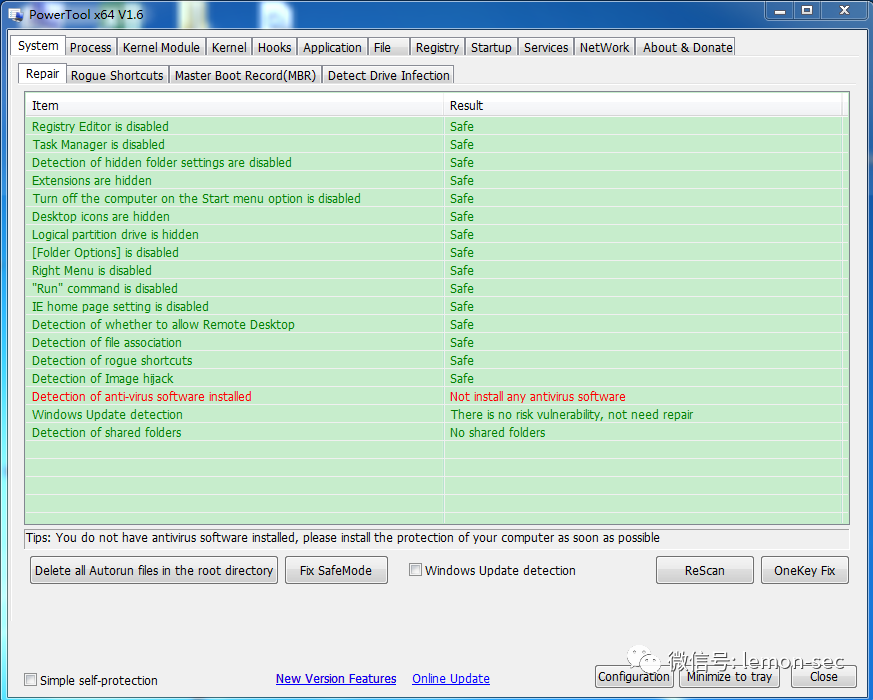 PowerTool x64 V1.6
System Process Kernel Module Kernel Hooks Application File Registry Startup Services NetWork About & Donate
Repair Rogue Shortcuts Master Boot Record(MBR) Detect Drive Infection
Item Result
Registry Editor is disabled Safe
Task Manager is disabled Safe
Detection of hidden folder settings are disabled Safe
Extensions are hidden Safe
Turn off the computer on the Start menu option is disabled Safe
Desktop icons are hidden Safe
Logical partition drive is hidden Safe
[Folder Options] is disabled Safe
Right Menu is disabled Safe
"Run" command is disabled Safe
IE home page setting is disabled Safe
Detection of whether to allow Remote Desktop Safe
Detection of file association Safe
Detection of rogue shortcuts Safe
Detection of Image hijack Safe
Detection of anti-virus software installed Not install any antivirus software
Windows Update detection There is no risk vulnerability, not need repair
Detection of shared folders No shared folders
Tips: You do not have antivirus software installed, please install the protection of your computer as soon as possible
Delete all Autorun files in the root directory Fix SafeMode Windows Update detection ReScan OneKey Fix
微信号: lemon-sec
Simple self-protection New Version Features Online Update Configuration Minimize to tray Close